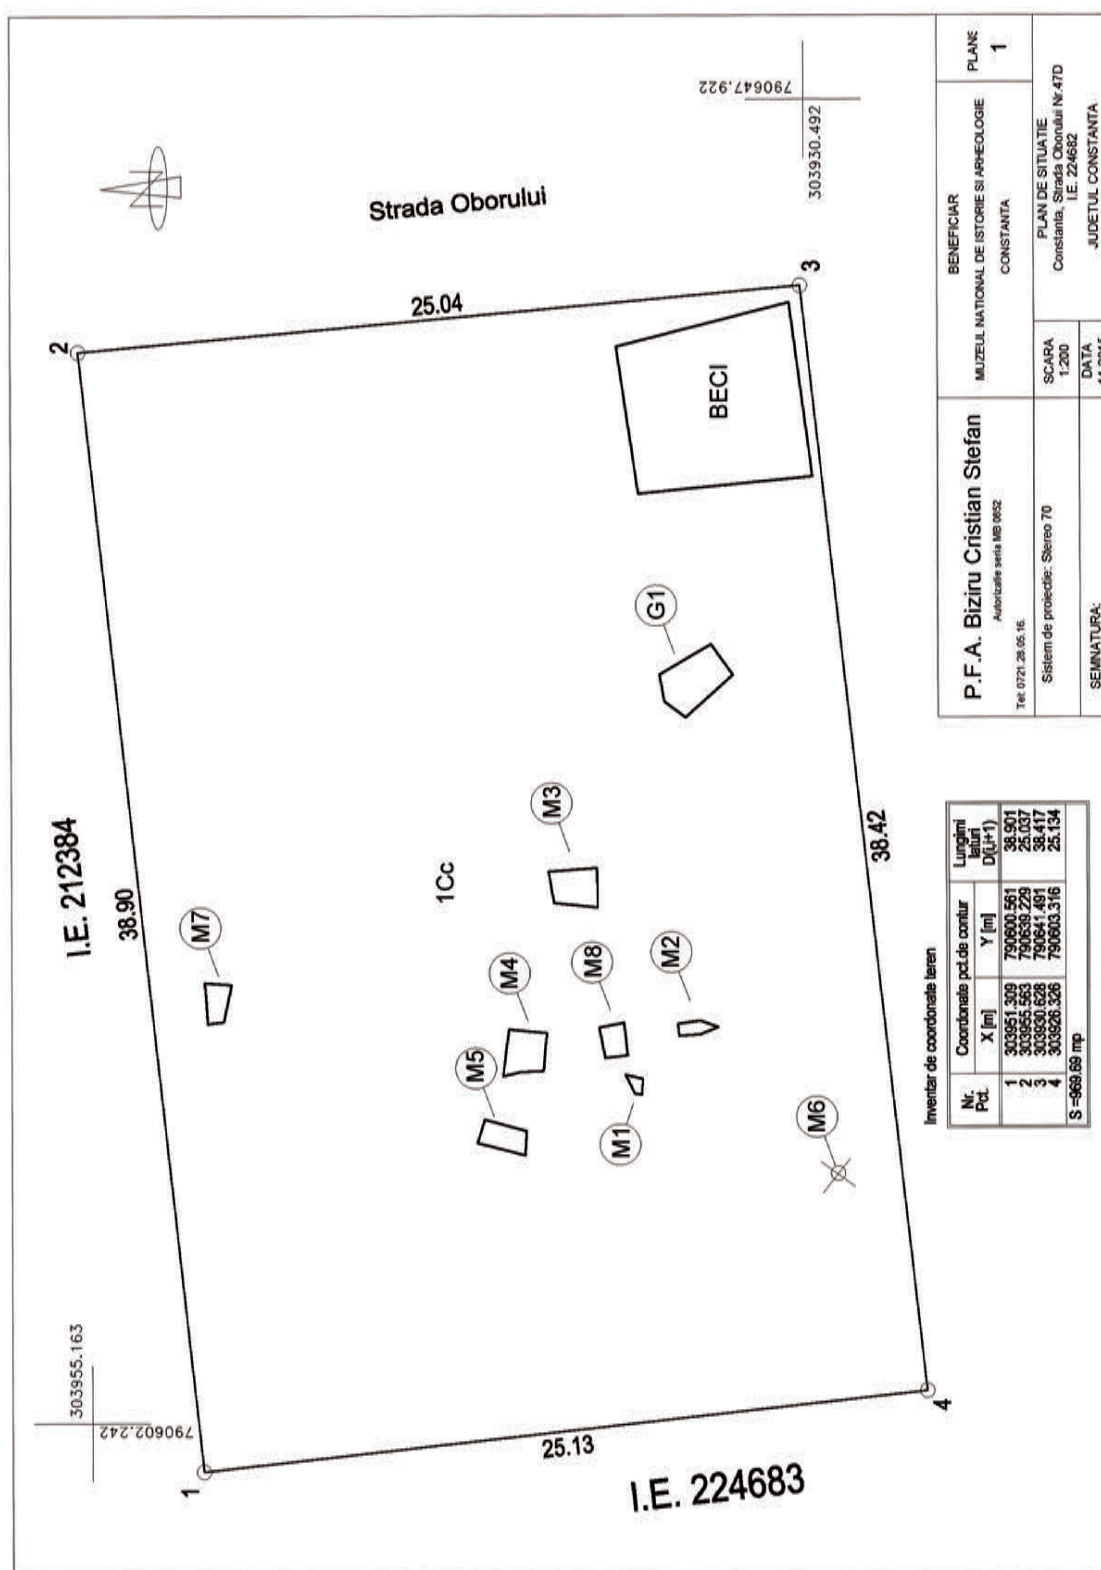 I.E. 212384
38.90
2
25.04
Strada Oborului
3
38.42
4
25.13
1
I.E. 224683
303955.163
790602.242
790647.922
303930.492
M7
M5
M4
M3
M8
M1
M2
M6
G1
1Cc
BECI
Inventar de coordonate teren
Nr. Pct. Coordonate pct.de contur Lungimi laturi D(i,i+1)
X [m] Y [m]
1 303951.309 790600.561 38.901
2 303955.563 790639.229 25.037
3 303930.628 790641.491 38.417
4 303926.326 790603.316 25.134
S =969.69 mp
P.F.A. Biziru Cristian Stefan
Autorizatie seria MB 0652
Tel: 0721.28.05.16.
Sistem de proiectie: Stereo 70
SEMNATURA:
BENEFICIAR
MUZEUL NATIONAL DE ISTORIE SI ARHEOLOGIE
CONSTANTA
PLANS
1
SCARA
1:200
DATA
PLAN DE SITUATIE
Constanta, Strada Oborului Nr.47D
I.E. 224682
JUDETUL CONSTANTA